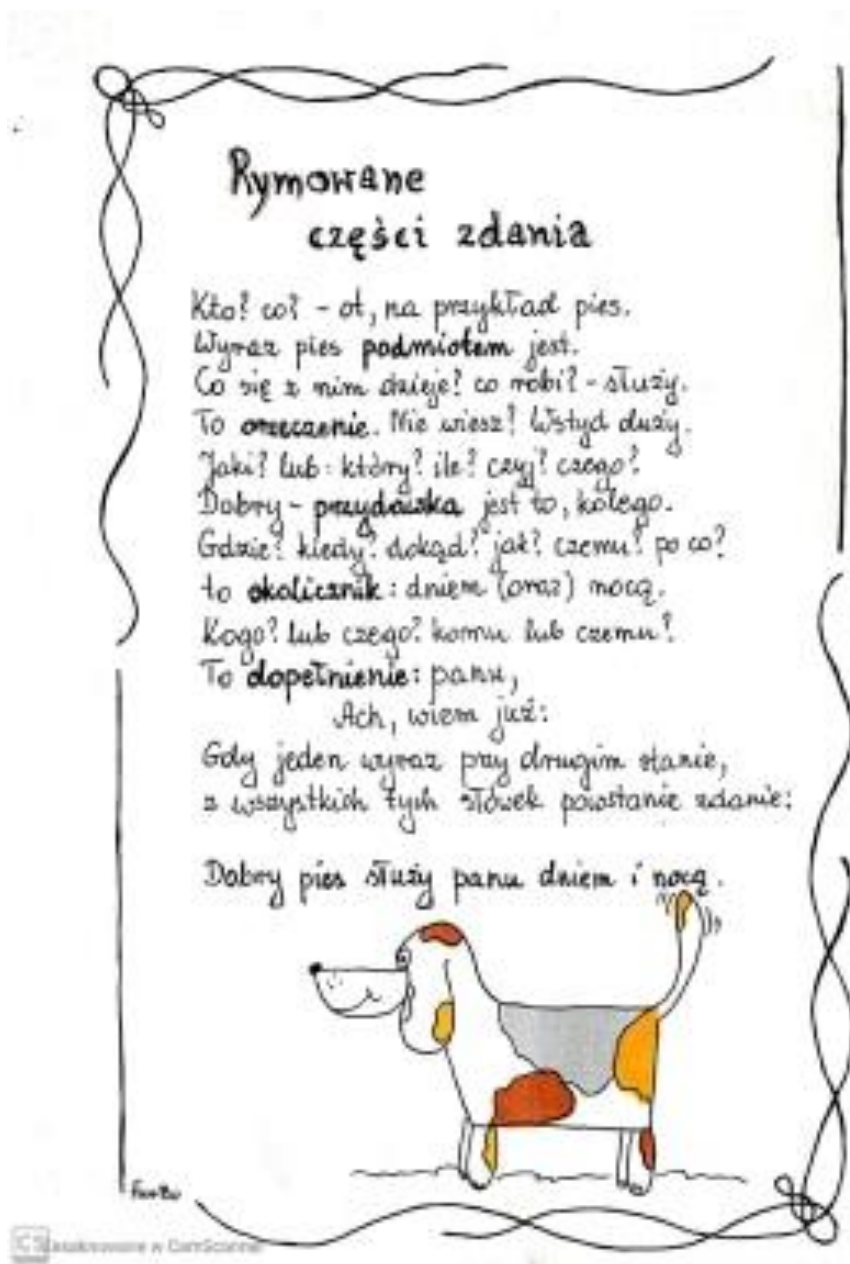 Rymowane
części zdania
Kto? co? - ot, na przykład pies.
Wyraz pies podmiotem jest.
Co się z nim dzieje? co robi? - służy.
To orzeczenie. Nie wiesz? Wstyd duży.
Jaki? lub: który? ile? czyj? czego?
Dobry - przydawka jest to, kolego.
Gdzie? kiedy? dokąd? jak? czemu? po co?
to okolicznik: dniem (oraz) nocą.
Kogo? lub czego? komu lub czemu?
To dopełnienie: panu,
Ach, wiem już:
Gdy jeden wyraz przy drugim stanie,
z wszystkich tych słówek powstanie zdanie:
Dobry pies służy panu dniem i nocą.
CS Zeskanowane w CamScanner